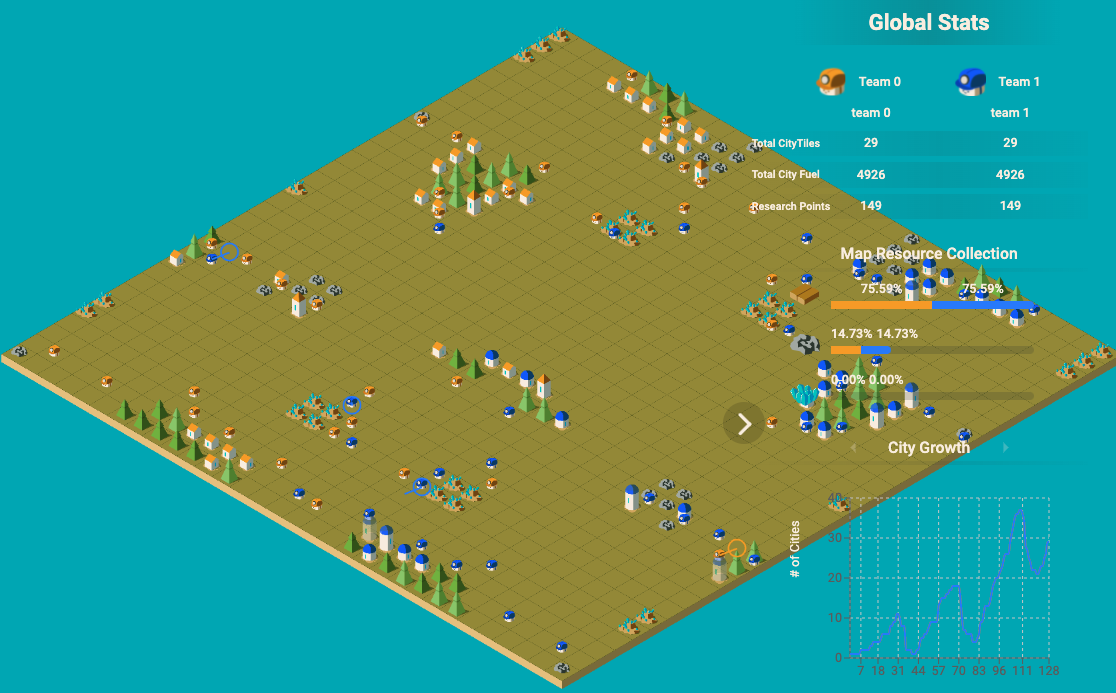 Global Stats
Team 0 Team 1
team 0 team 1
Total CityTiles 29 29
Total City Fuel 4926 4926
Research Points 149 149
Map Resource Collection
75.59% 75.59%
14.73% 14.73%
0.00% 0.00%
City Growth
# of Cities
40
30
20
10
0
7 18 31 44 57 70 83 96 111 128